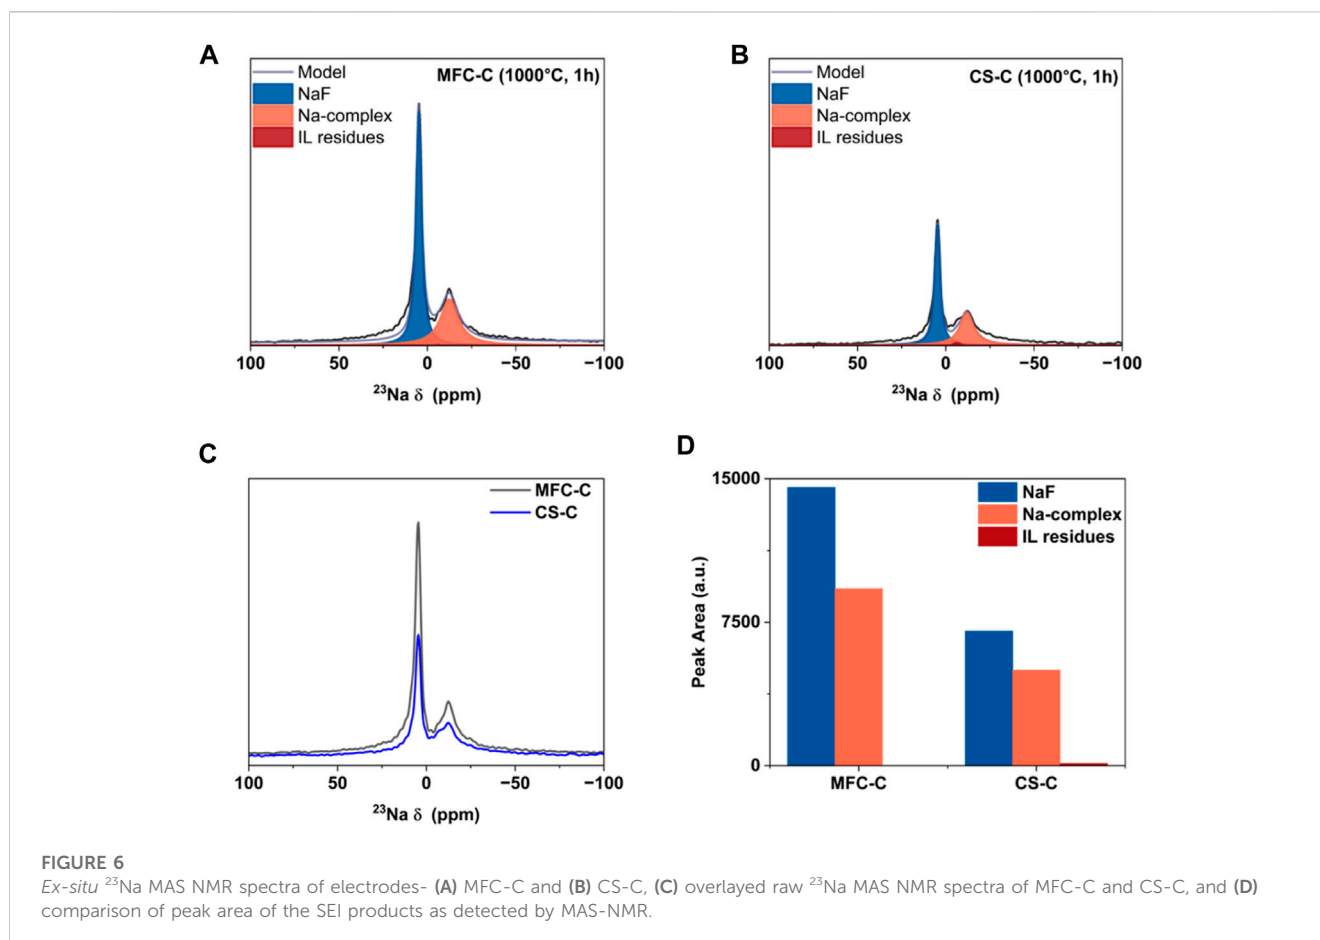 A
MFC-C (1000°C, 1h)
Model
NaF
Na-complex
IL residues
100 50 0 −50 −100
²³Na δ (ppm)
B
CS-C (1000°C, 1h)
Model
NaF
Na-complex
IL residues
100 50 0 −50 −100
²³Na δ (ppm)
C
MFC-C
CS-C
100 50 0 −50 −100
²³Na δ (ppm)
D
15000
7500
0
Peak Area (a.u.)
NaF
Na-complex
IL residues
MFC-C CS-C
FIGURE 6
Ex-situ ²³Na MAS NMR spectra of electrodes- (A) MFC-C and (B) CS-C, (C) overlayed raw ²³Na MAS NMR spectra of MFC-C and CS-C, and (D)
comparison of peak area of the SEI products as detected by MAS-NMR.